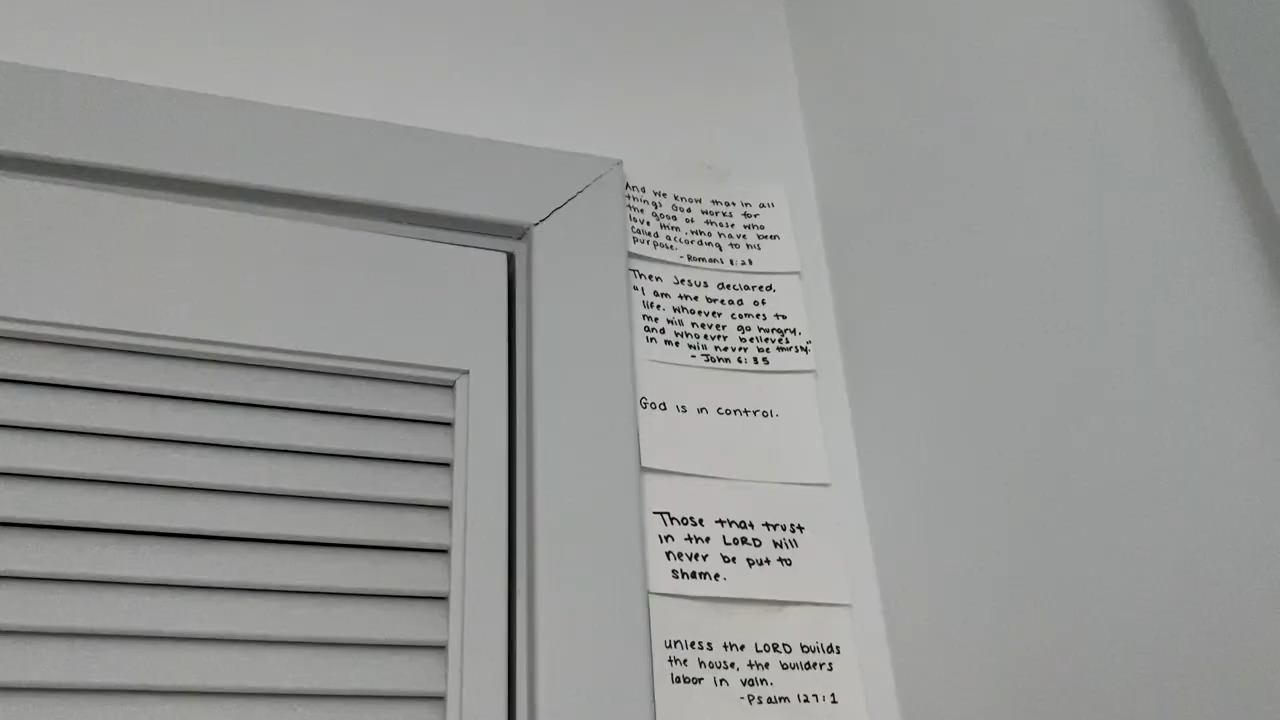 And we know that in all
things God works for
the good of those who
love Him, who have been
called according to his
purpose.
- Romans 8:28
Then Jesus declared,
"I am the bread of
life. Whoever comes to
me will never go hungry,
and whoever believes
in me will never be thirsty."
- John 6:35
God is in control.
Those that trust
in the LORD will
never be put to
shame.
unless the LORD builds
the house, the builders
labor in vain.
-Psalm 127:1